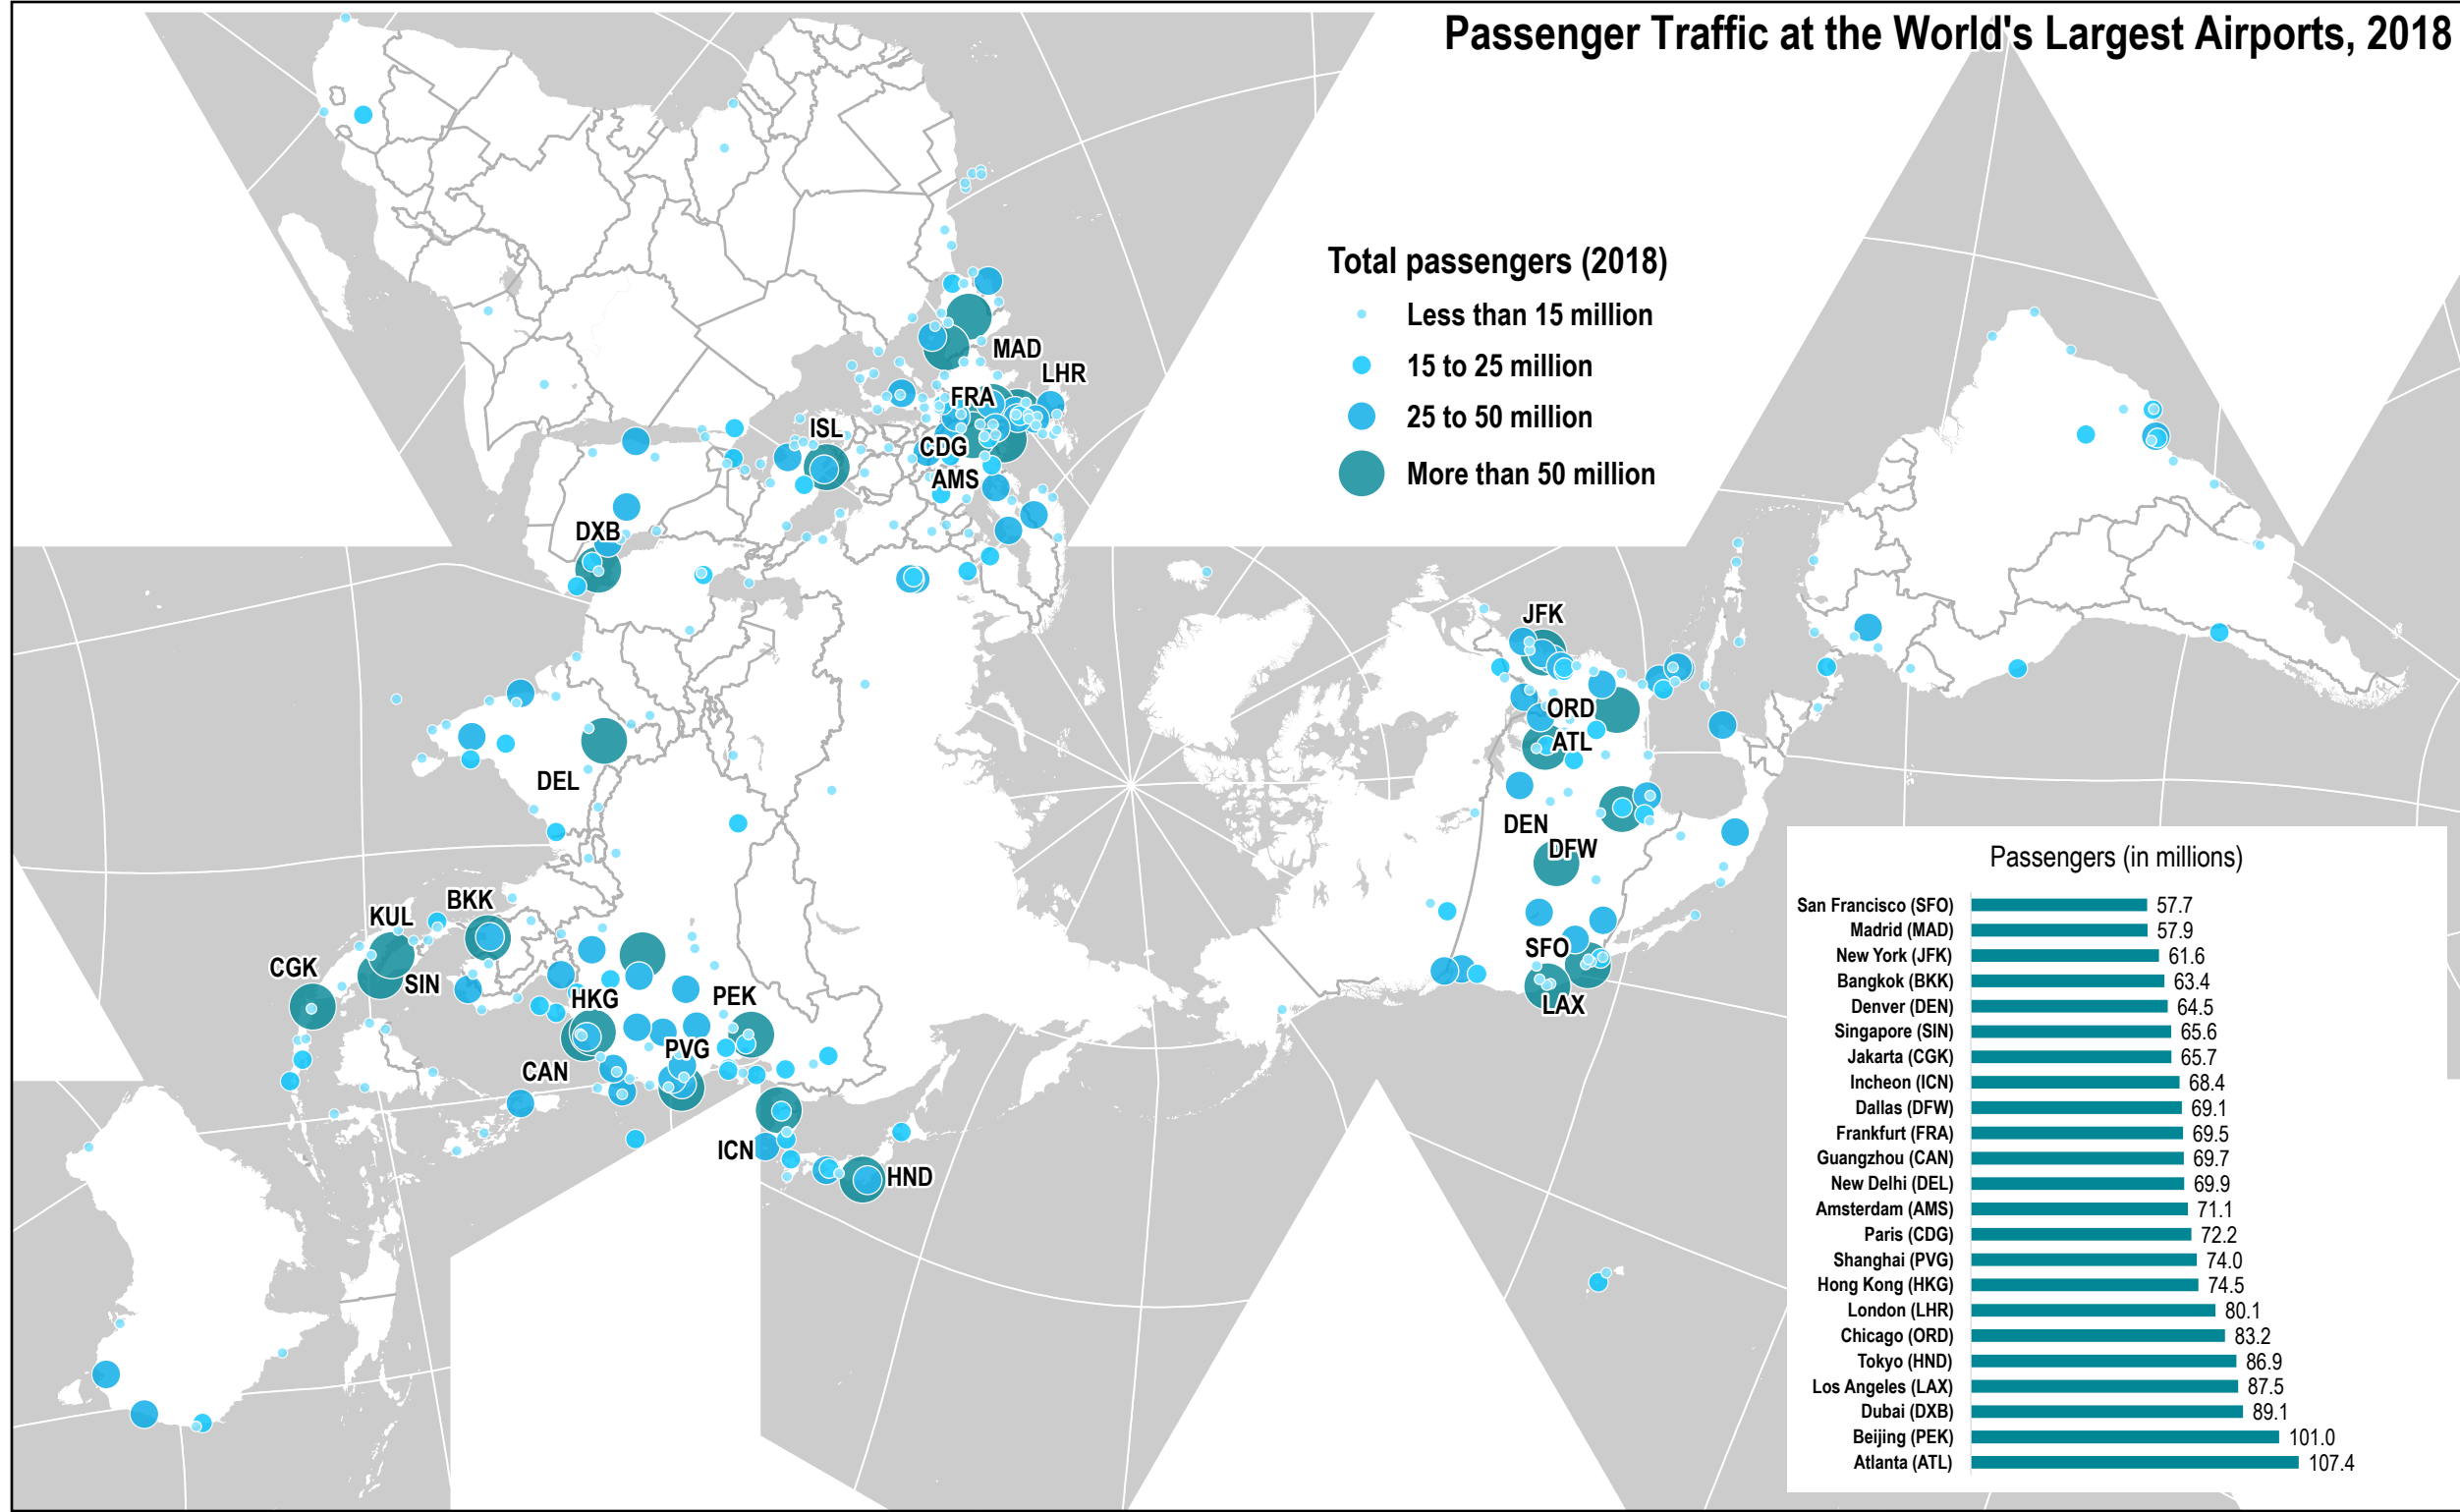 Passenger Traffic at the World's Largest Airports, 2018
Total passengers (2018)
Less than 15 million
15 to 25 million
25 to 50 million
More than 50 million
MAD
LHR
FRA
ISL
CDG
AMS
DXB
JFK
ORD
ATL
DEL
DEN
DFW
BKK
KUL
SFO
CGK
SIN
HKG
PEK
LAX
PVG
CAN
ICN
HND
Passengers (in millions)
San Francisco (SFO) 57.7
Madrid (MAD) 57.9
New York (JFK) 61.6
Bangkok (BKK) 63.4
Denver (DEN) 64.5
Singapore (SIN) 65.6
Jakarta (CGK) 65.7
Incheon (ICN) 68.4
Dallas (DFW) 69.1
Frankfurt (FRA) 69.5
Guangzhou (CAN) 69.7
New Delhi (DEL) 69.9
Amsterdam (AMS) 71.1
Paris (CDG) 72.2
Shanghai (PVG) 74.0
Hong Kong (HKG) 74.5
London (LHR) 80.1
Chicago (ORD) 83.2
Tokyo (HND) 86.9
Los Angeles (LAX) 87.5
Dubai (DXB) 89.1
Beijing (PEK) 101.0
Atlanta (ATL) 107.4